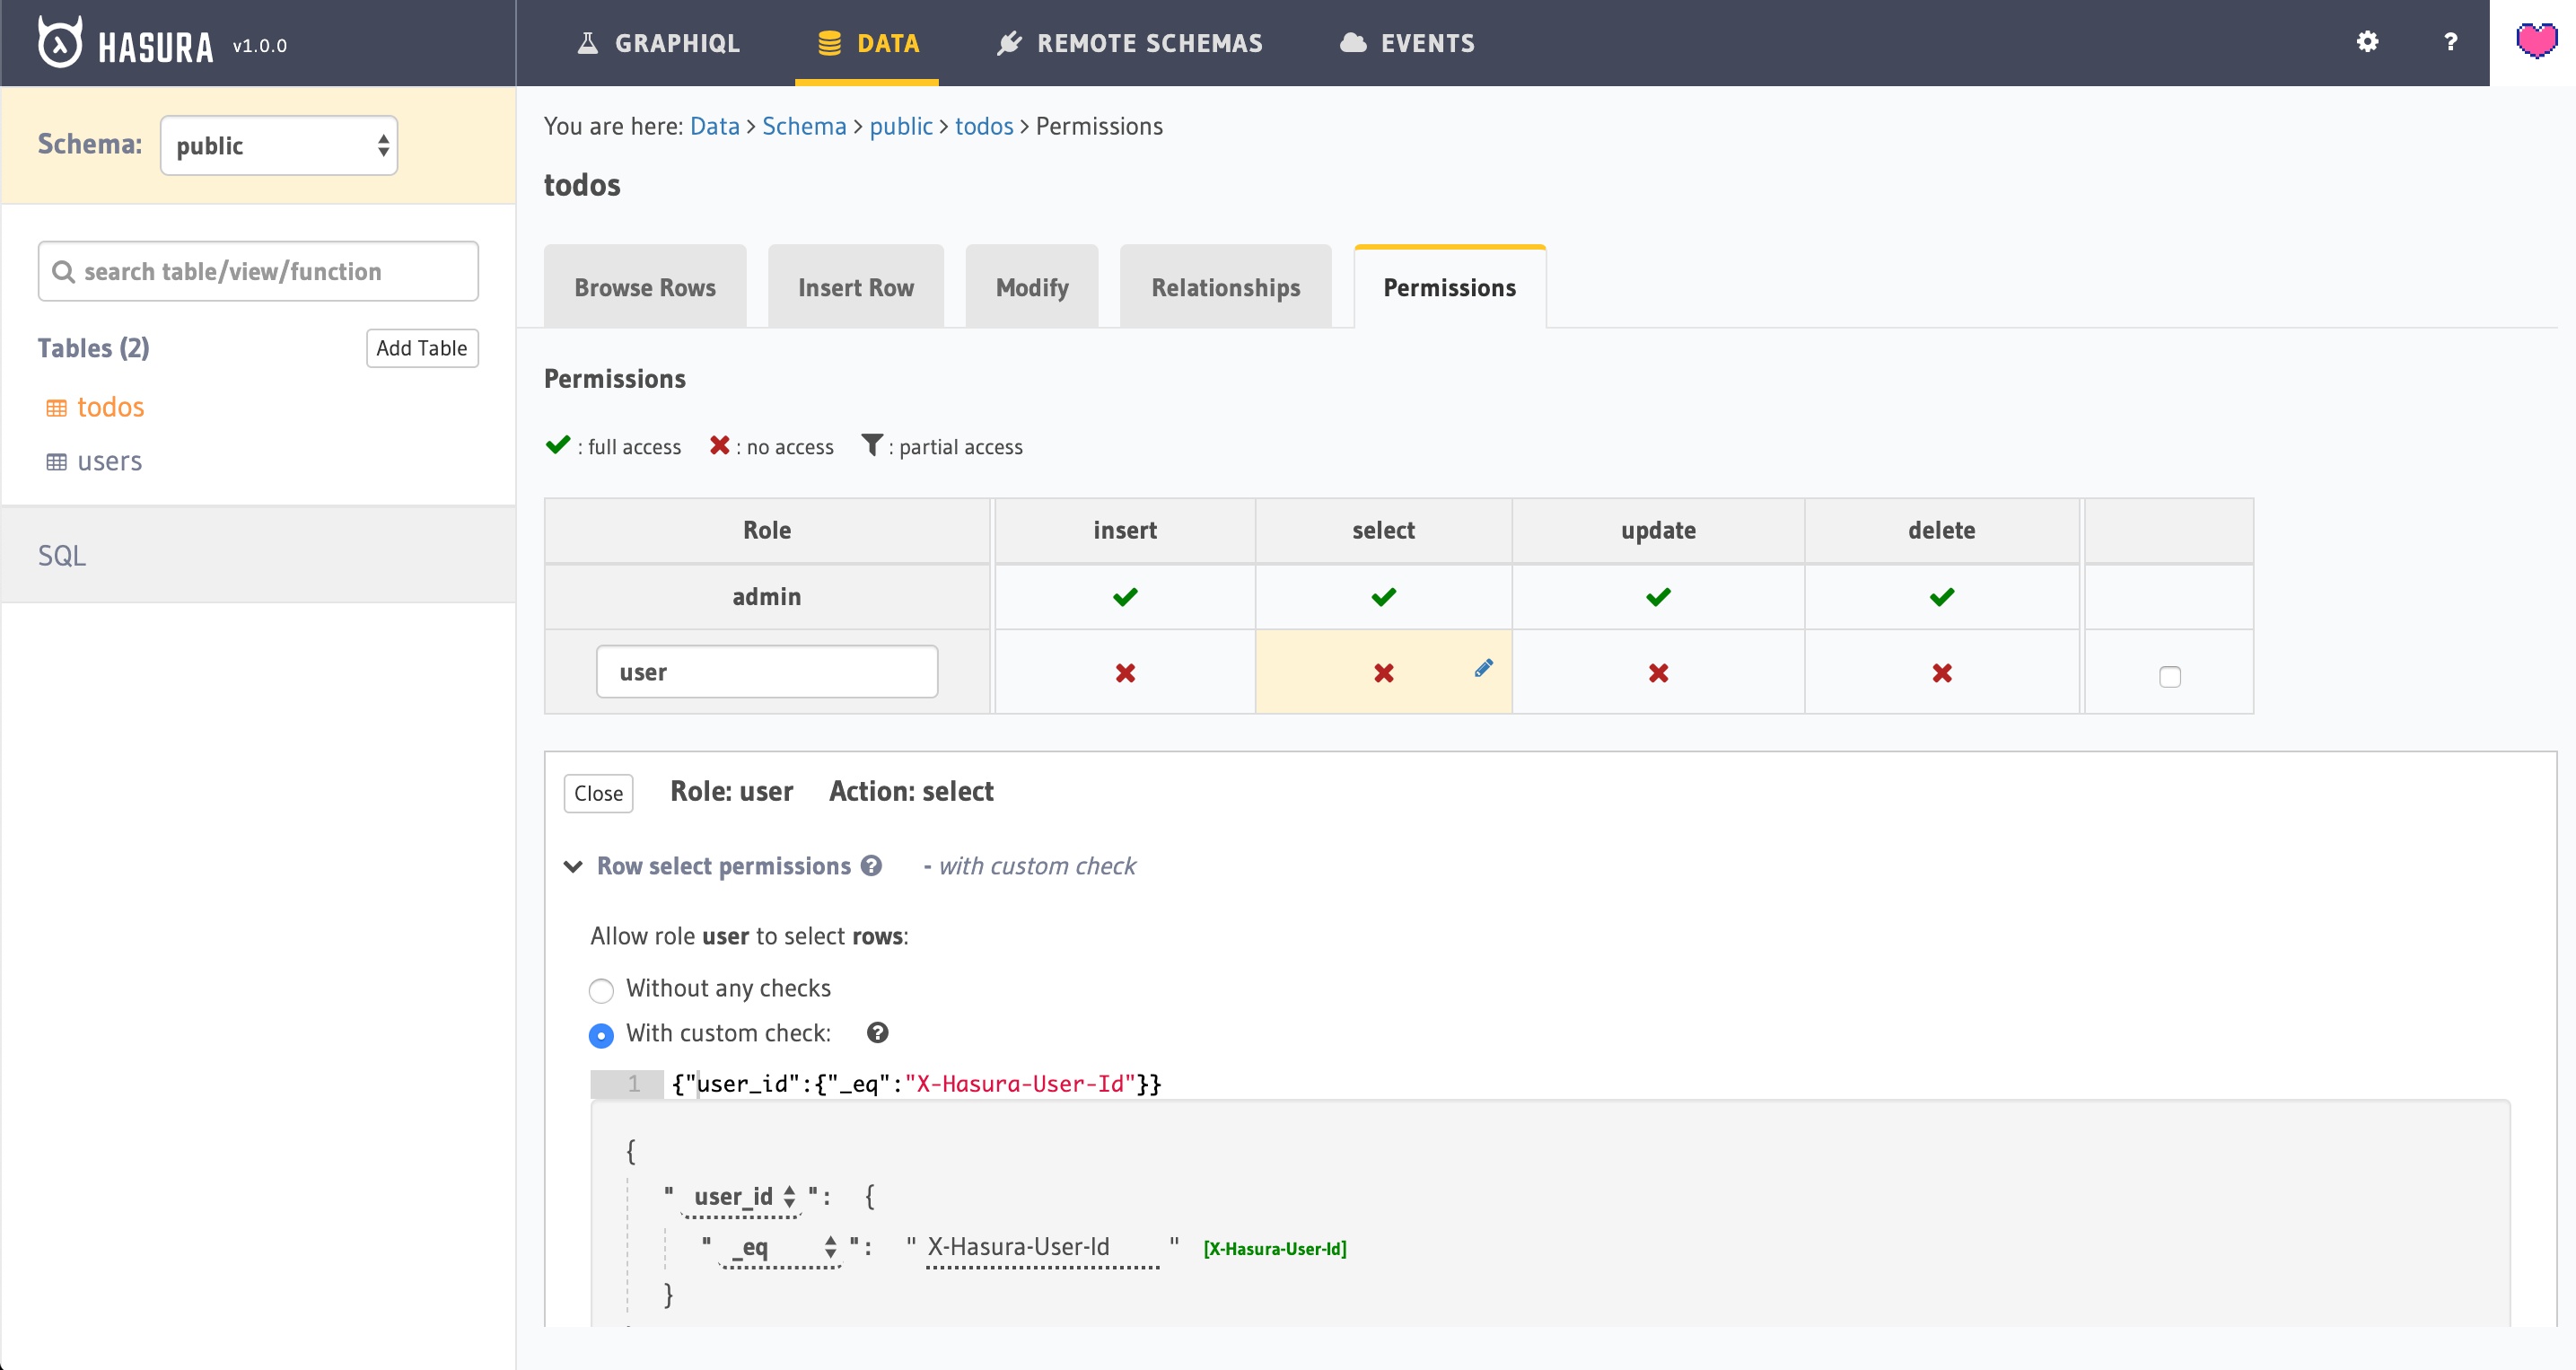 HASURA v1.0.0
GRAPHIQL DATA REMOTE SCHEMAS EVENTS ?
Schema: public
search table/view/function
Tables (2) Add Table
todos
users
SQL
You are here: Data > Schema > public > todos > Permissions
todos
Browse Rows Insert Row Modify Relationships Permissions
Permissions
: full access : no access : partial access
Role insert select update delete
admin
user
Close Role: user Action: select
Row select permissions ? - with custom check
Allow role user to select rows:
Without any checks
With custom check: ?
1 {"user_id":{"_eq":"X-Hasura-User-Id"}}
{
" user_id ": {
" _eq ": " X-Hasura-User-Id " [X-Hasura-User-Id]
}